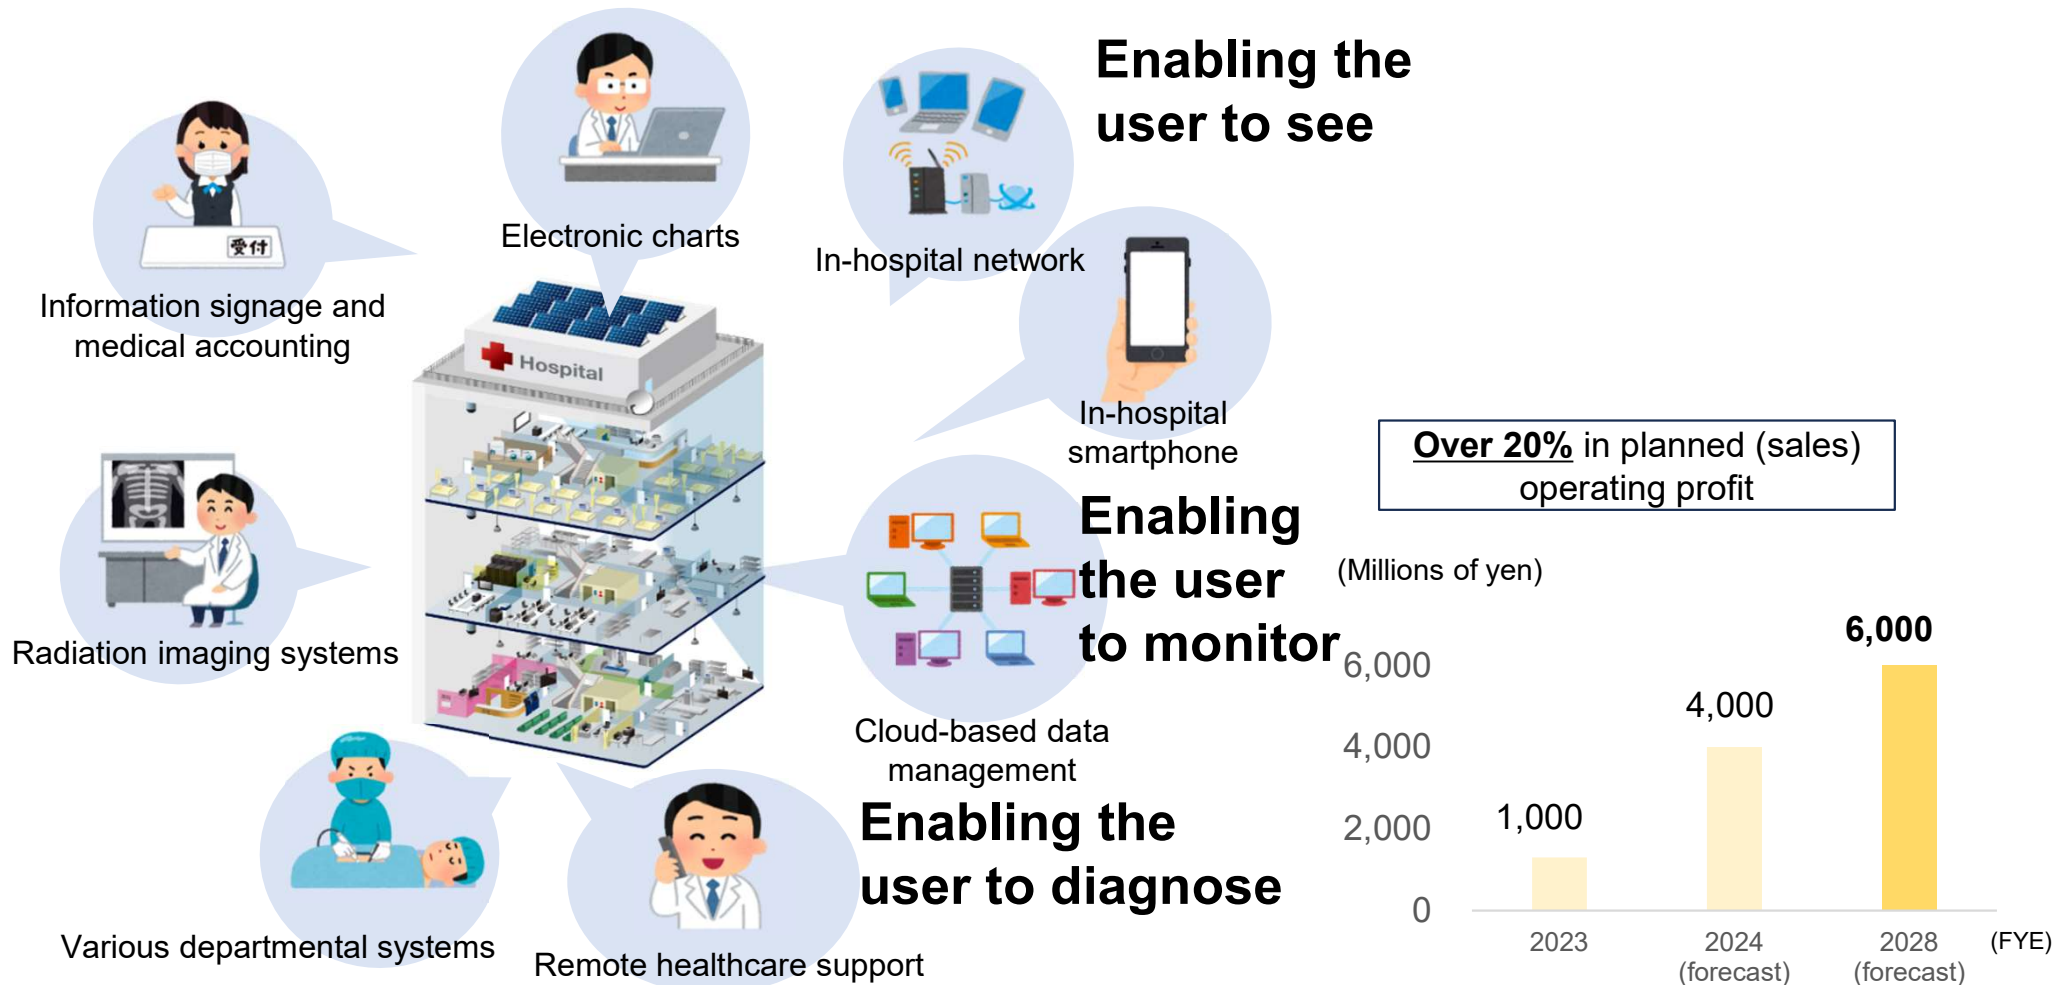 Enabling the
user to see
Electronic charts
In-hospital network
受付
Information signage and
medical accounting
Hospital
In-hospital
smartphone
Radiation imaging systems
Enabling
the user
to monitor
Cloud-based data
management
Various departmental systems
Remote healthcare support
Enabling the
user to diagnose
Over 20% in planned (sales)
operating profit
(Millions of yen)
6,000
4,000
2,000
0
1,000
4,000
6,000
2023
2024
(forecast)
2028
(forecast)
(FYE)